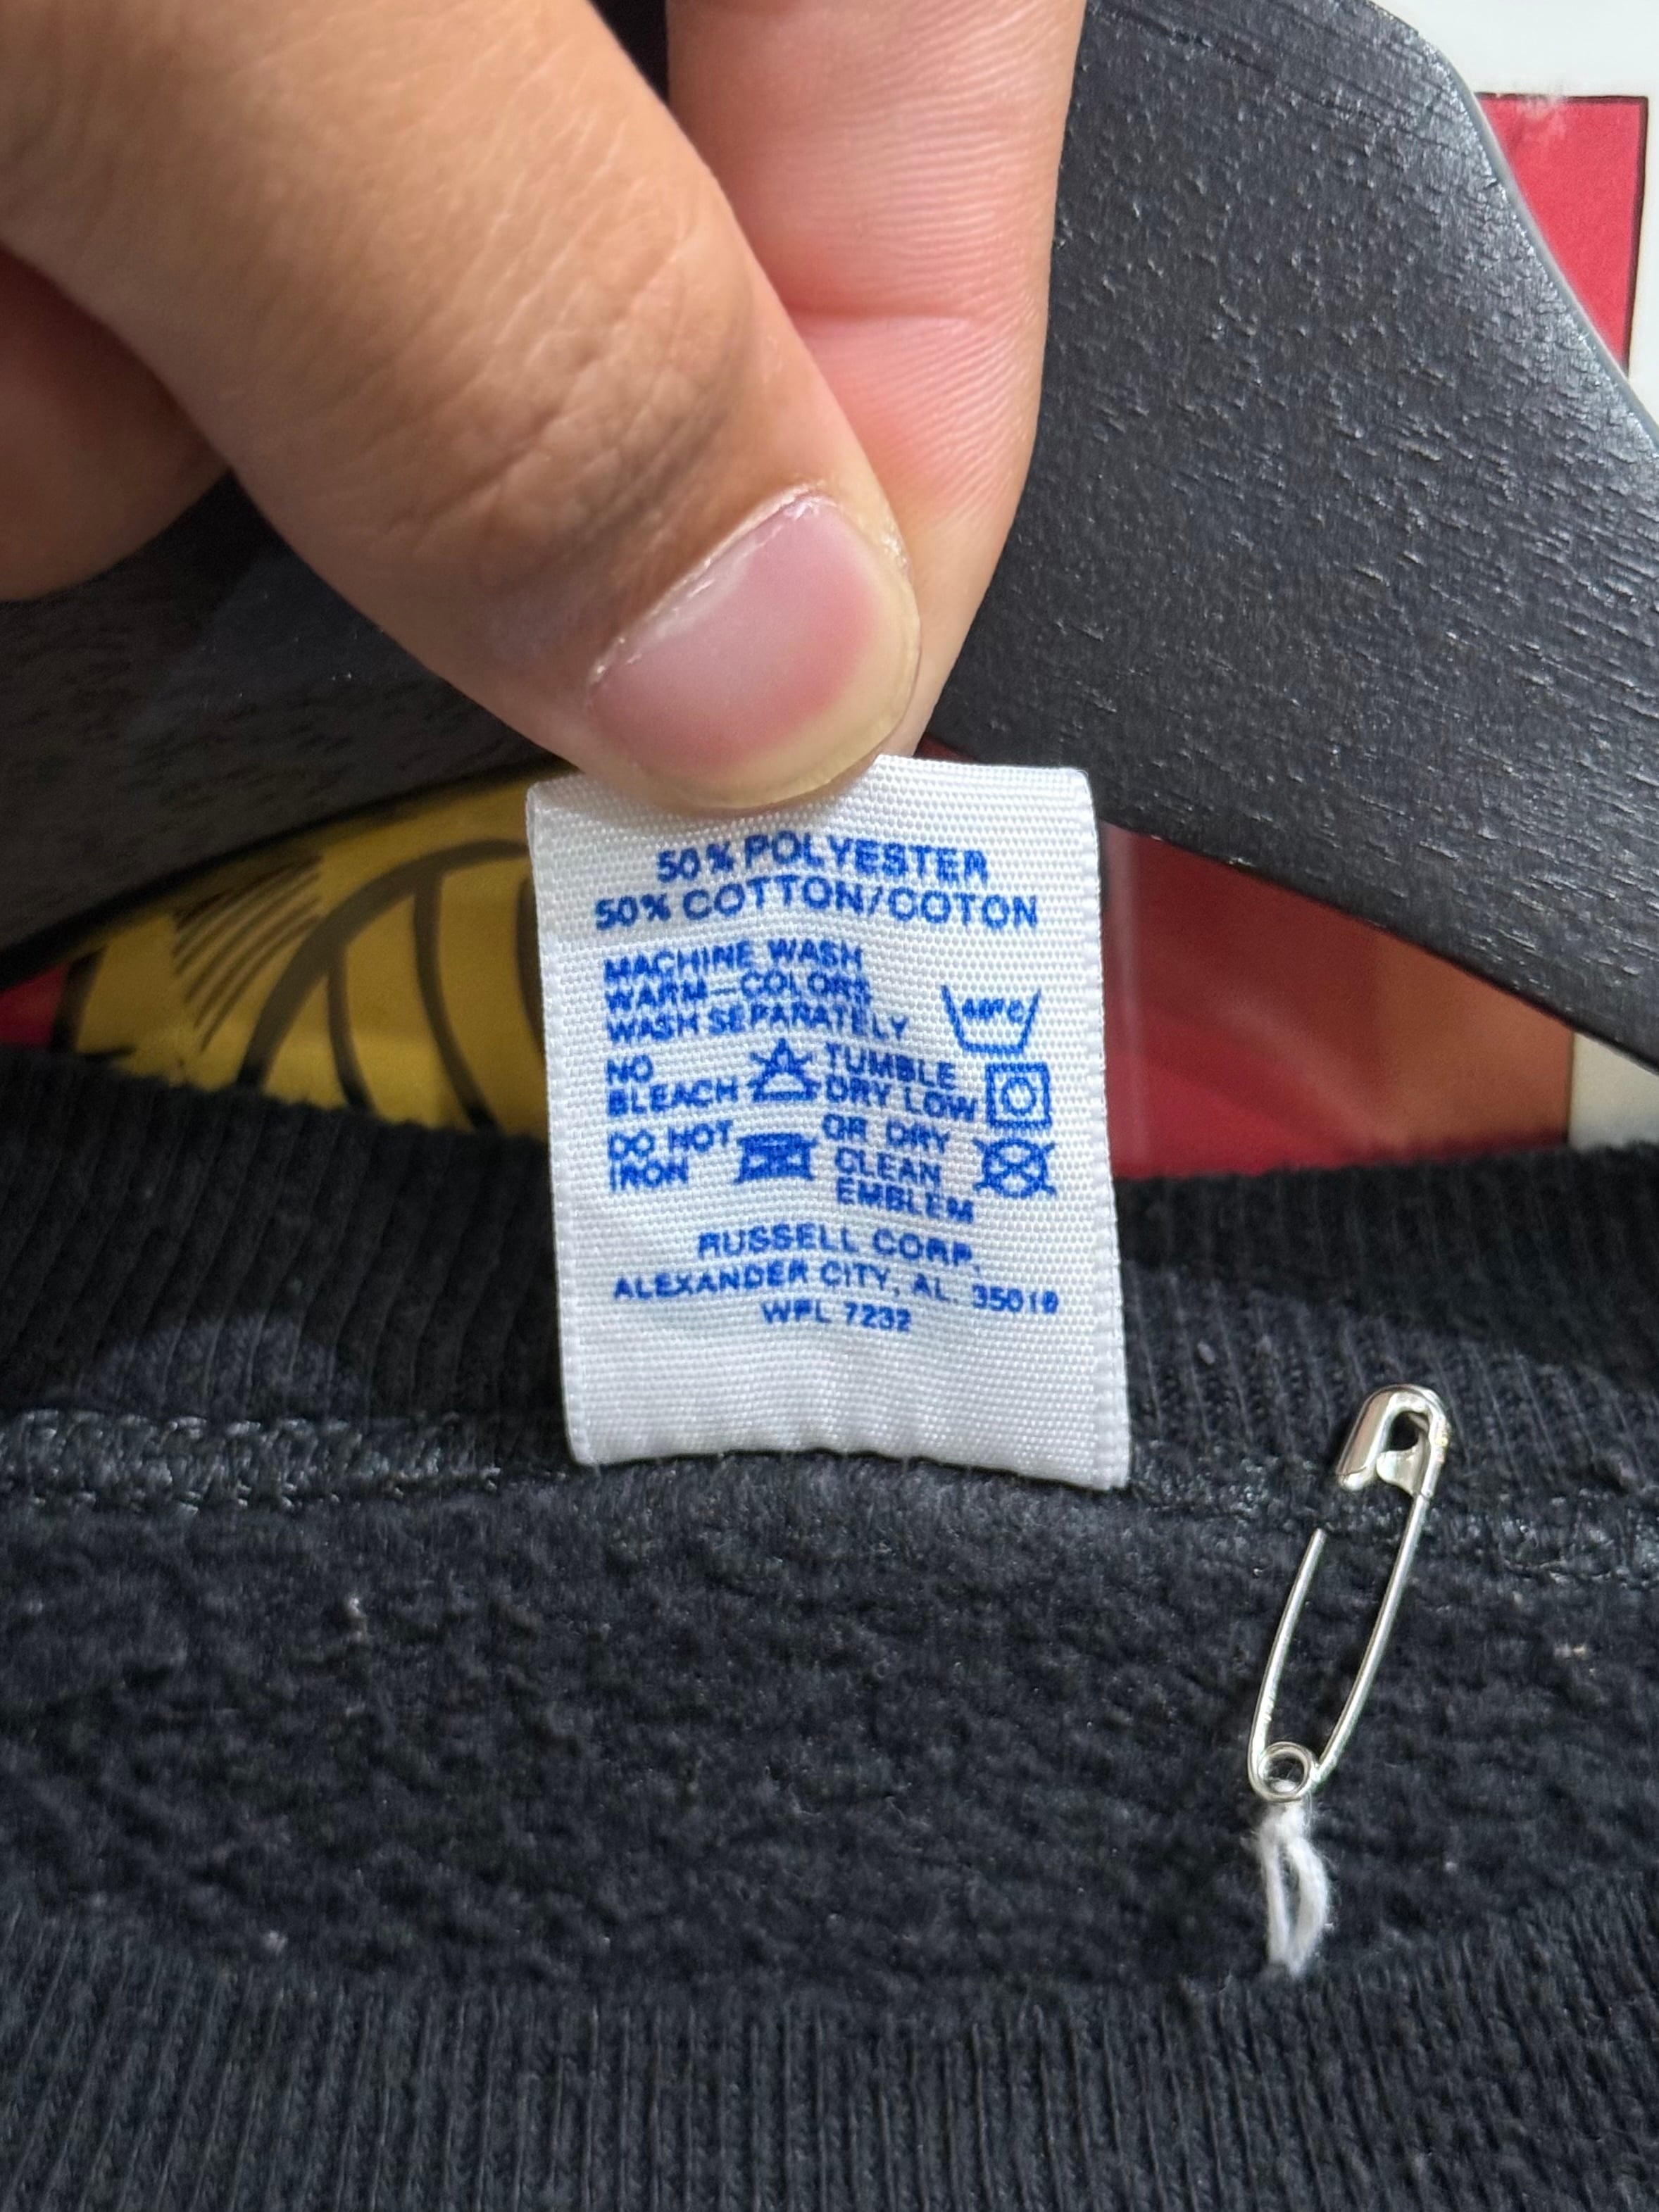 50% POLYESTER
50% COTTON/COTON
MACHINE WASH
WARM—COLORS
WASH SEPARATELY
40°C
NO
BLEACH
TUMBLE
DRY LOW
DO NOT
IRON
OR DRY
CLEAN
EMBLEM
RUSSELL CORP.
ALEXANDER CITY, AL. 35010
WPL 7232